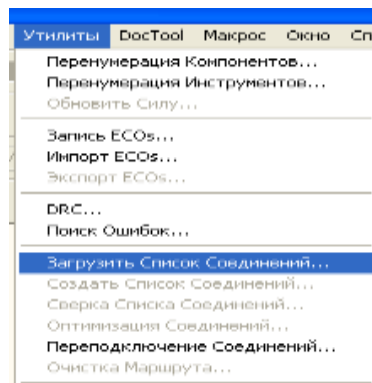 Утилиты DocTool Макрос Окно Сп
Перенумерация Компонентов...
Перенумерация Инструментов...
Обновить Силу...
Запись ECOs...
Импорт ECOs...
Экспорт ECOs...
DRC...
Поиск Ошибок...
Загрузить Список Соединений...
Создать Список Соединений...
Сверка Списка Соединений...
Оптимизация Соединений...
Переподключение Соединений...
Очистка Маршрута...